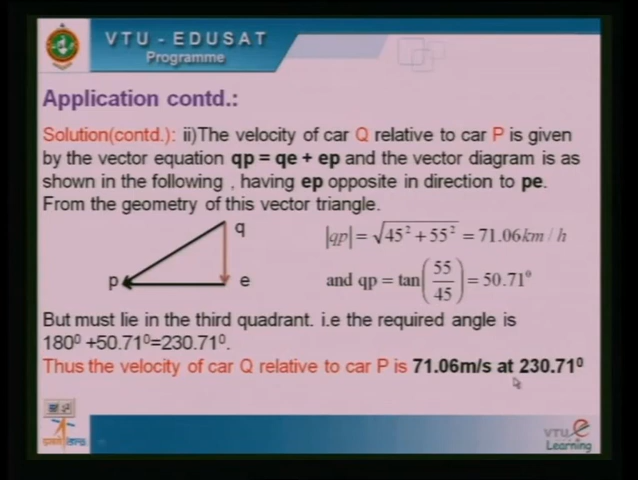 VTU - EDUSAT
Programme
Application contd.:
Solution(contd.): ii)The velocity of car Q relative to car P is given
by the vector equation qp = qe + ep and the vector diagram is as
shown in the following , having ep opposite in direction to pe.
From the geometry of this vector triangle.
q
p
e
|qp|= √45² + 55² = 71.06km / h
and qp = tan(55/45) = 50.71°
But must lie in the third quadrant. i.e the required angle is
180⁰ +50.71⁰=230.71⁰.
Thus the velocity of car Q relative to car P is 71.06m/s at 230.71⁰
VTU e
Learning